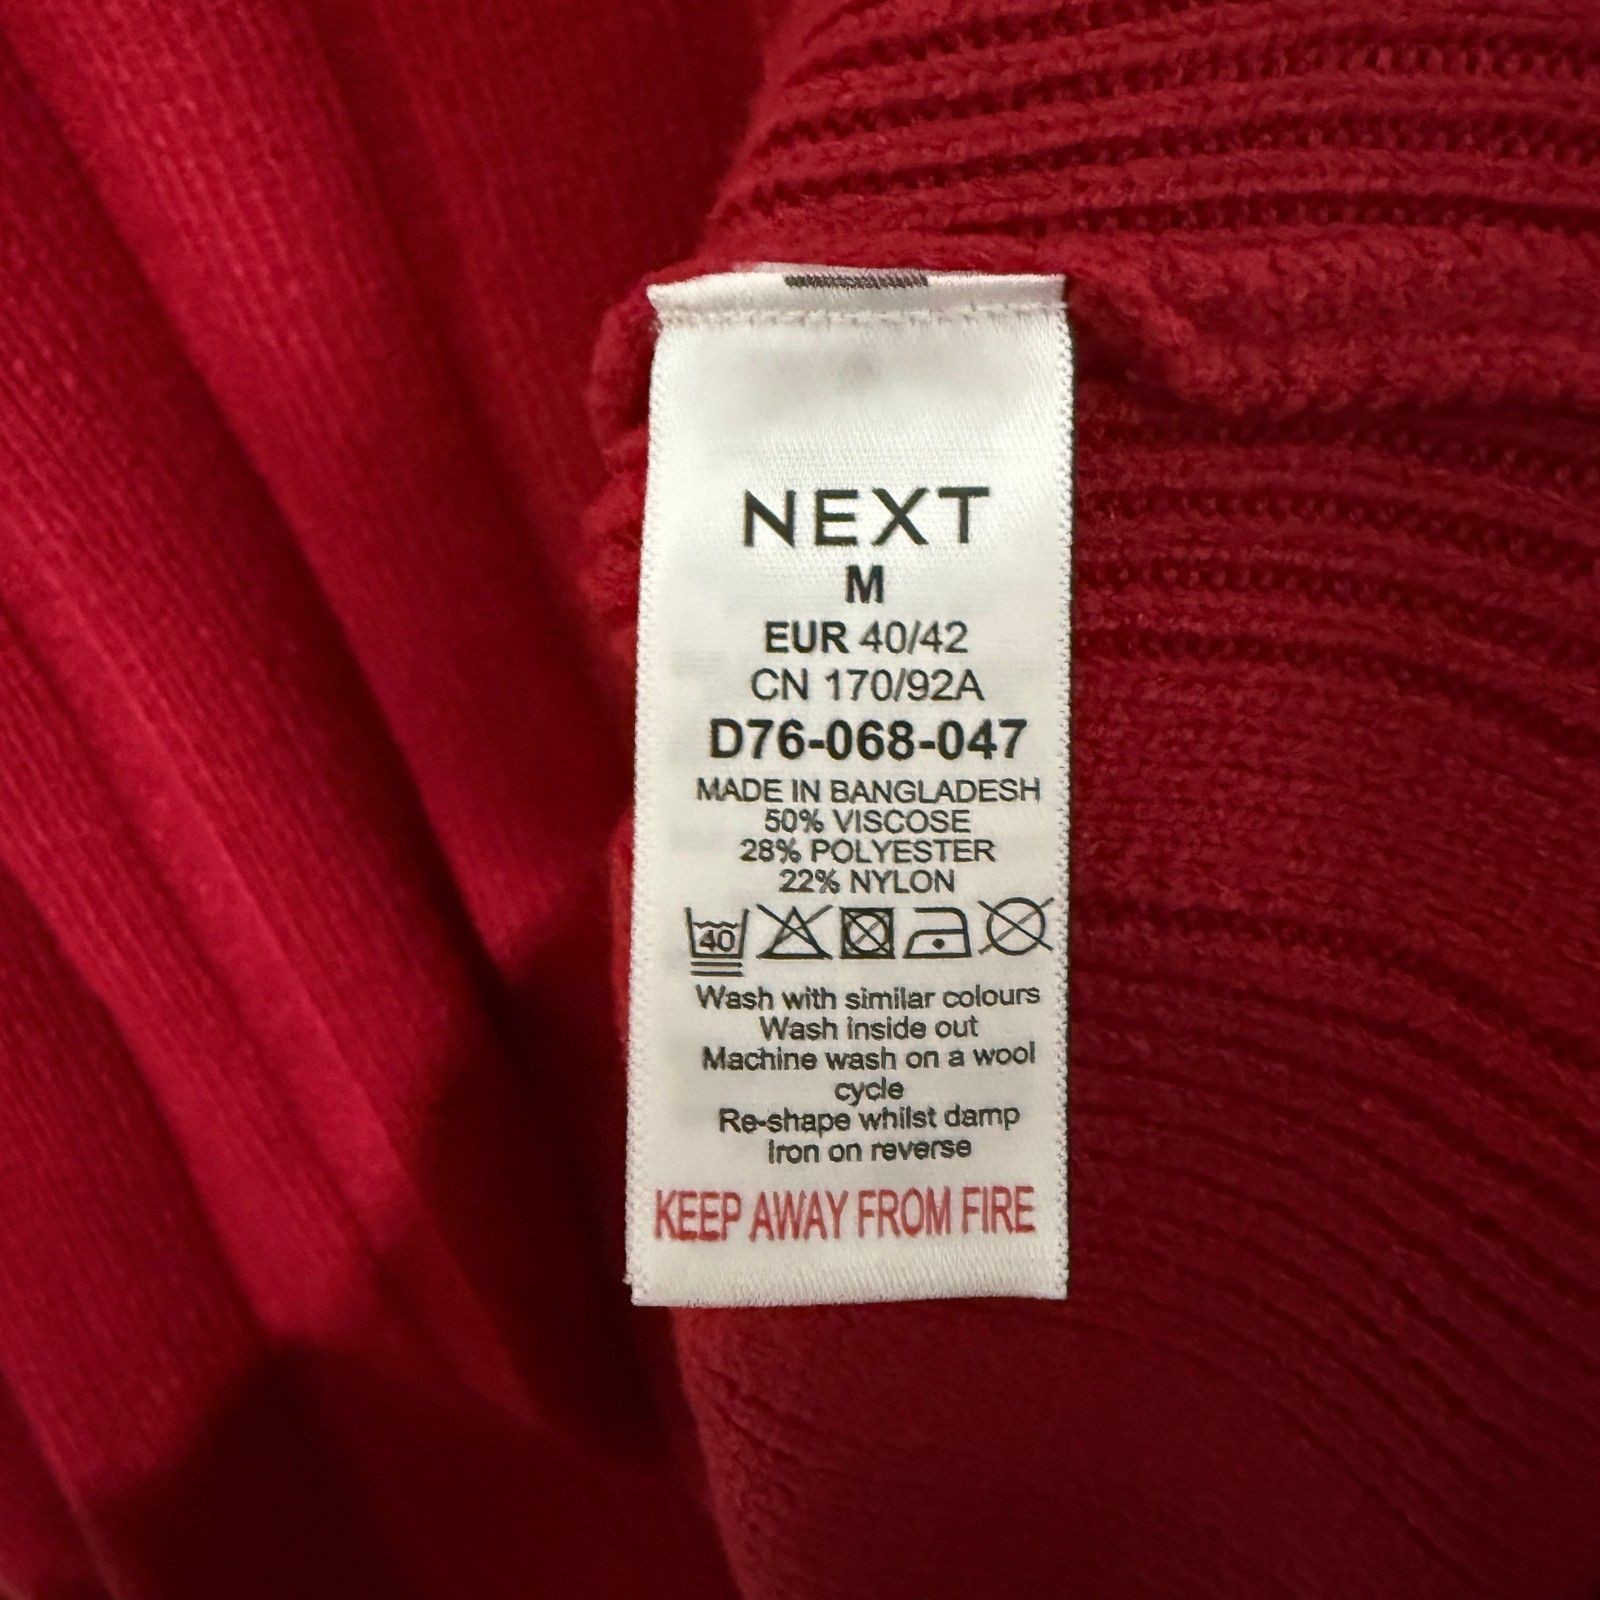 NEXT
M
EUR 40/42
CN 170/92A
D76-068-047
MADE IN BANGLADESH
50% VISCOSE
28% POLYESTER
22% NYLON
40
Wash with similar colours
Wash inside out
Machine wash on a wool
cycle
Re-shape whilst damp
Iron on reverse
KEEP AWAY FROM FIRE